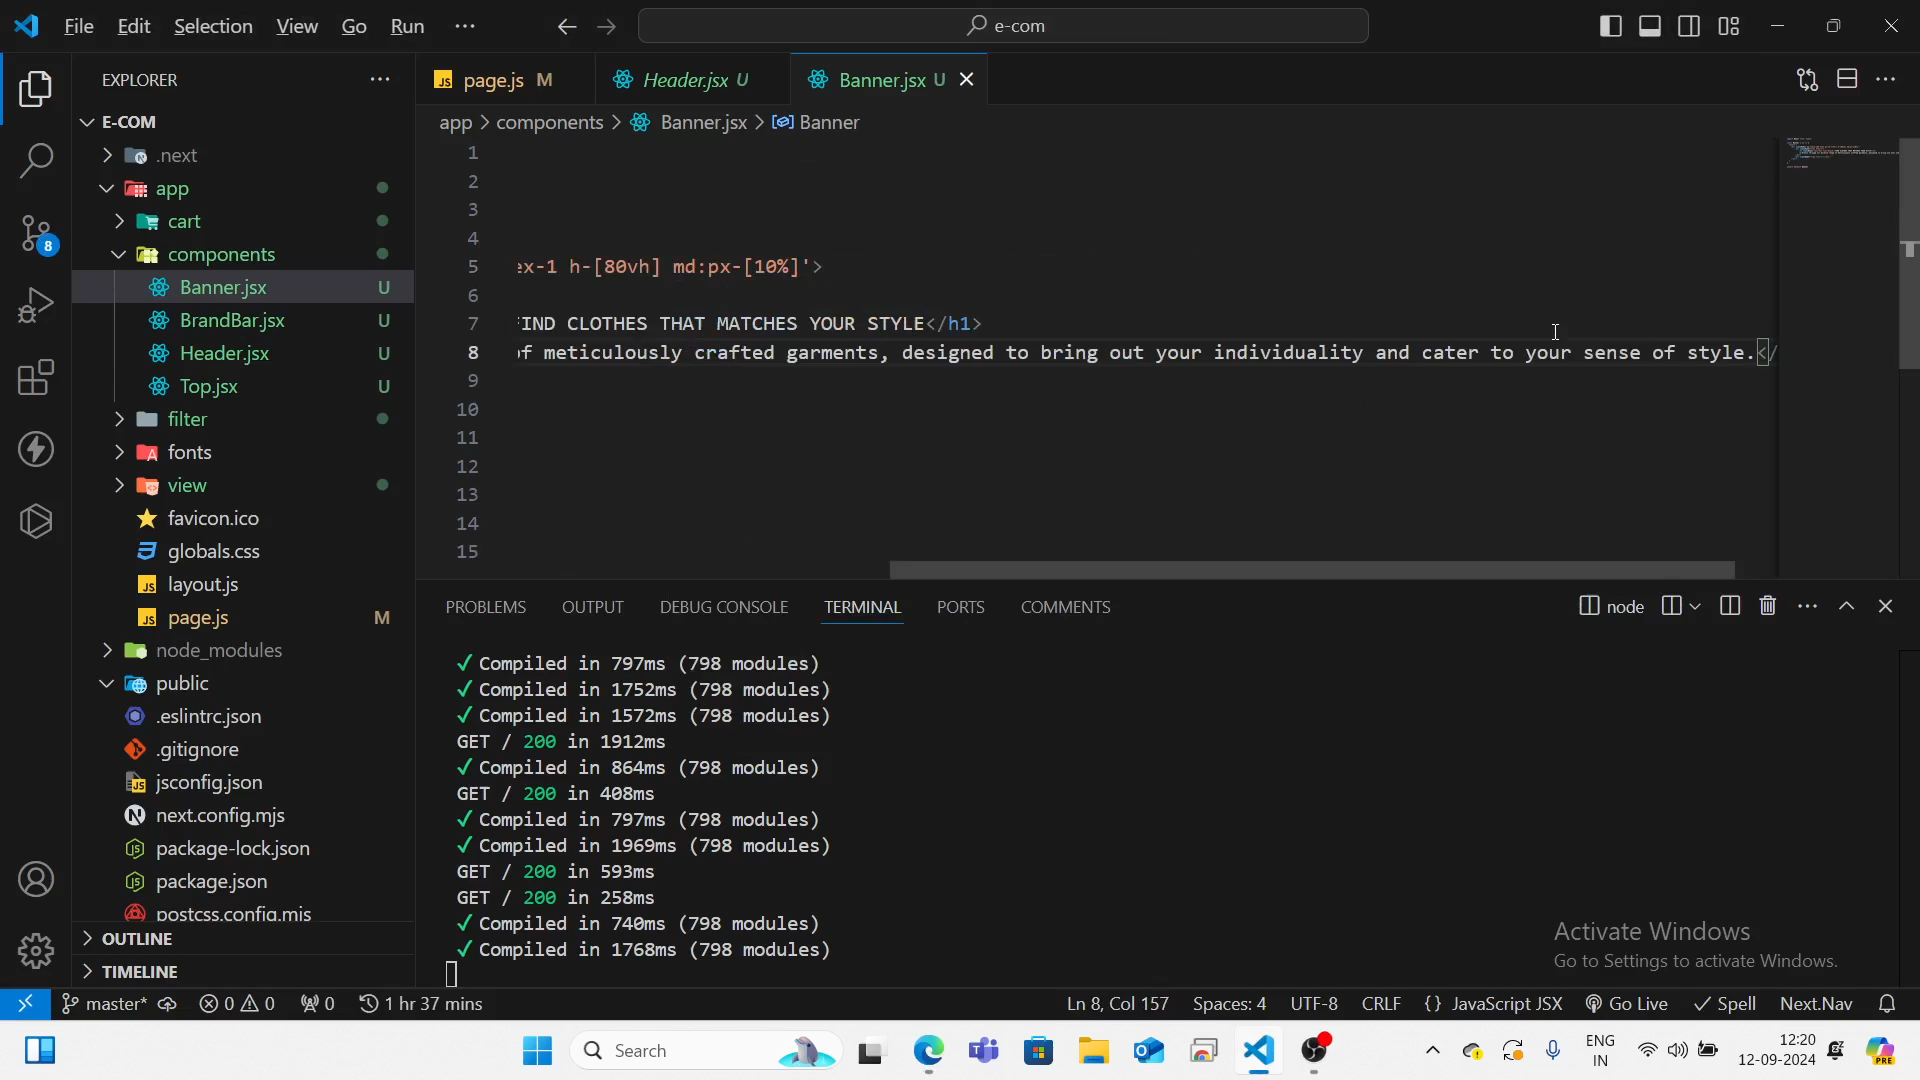 File Edit Selection View Go Run ··· e-com
EXPLORER ···
page.js M
Header.jsx U
Banner.jsx U
E-COM
app > components > Banner.jsx > Banner
.next
app
cart
components
Banner.jsx U
BrandBar.jsx U
Header.jsx U
Top.jsx U
filter
fonts
view
favicon.ico
globals.css
layout.js
page.js M
node_modules
public
.eslintrc.json
.gitignore
jsconfig.json
next.config.mjs
package-lock.json
package.json
postcss.config.mjs
OUTLINE
TIMELINE
8
1
2
3
4
5 ex-1 h-[80vh] md:px-[10%]'>
6
7 FIND CLOTHES THAT MATCHES YOUR STYLE</h1>
8 of meticulously crafted garments, designed to bring out your individuality and cater to your sense of style.</
9
10
11
12
13
14
15
PROBLEMS OUTPUT DEBUG CONSOLE TERMINAL PORTS COMMENTS node
✓ Compiled in 797ms (798 modules)
✓ Compiled in 1752ms (798 modules)
✓ Compiled in 1572ms (798 modules)
GET / 200 in 1912ms
✓ Compiled in 864ms (798 modules)
GET / 200 in 408ms
✓ Compiled in 797ms (798 modules)
✓ Compiled in 1969ms (798 modules)
GET / 200 in 593ms
GET / 200 in 258ms
✓ Compiled in 740ms (798 modules)
✓ Compiled in 1768ms (798 modules)
Activate Windows
Go to Settings to activate Windows.
master* 0 0 0 1 hr 37 mins Ln 8, Col 157 Spaces: 4 UTF-8 CRLF {} JavaScript JSX Go Live Spell Next.Nav
Search
ENG
IN
12:20
12-09-2024
PRE